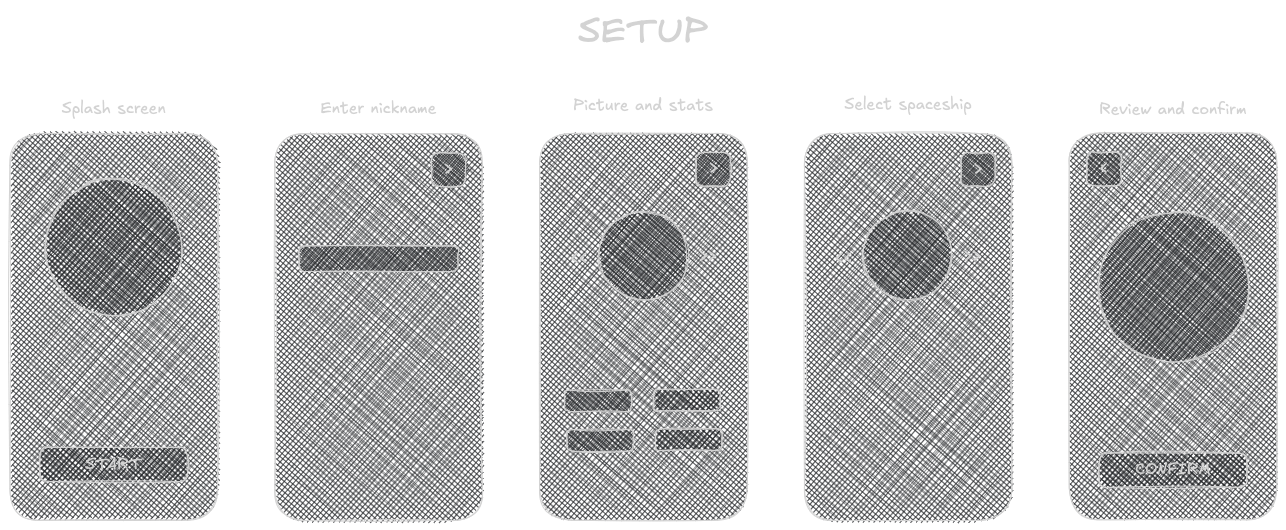 SETUP
Splash screen
Enter nickname
Picture and stats
Select spaceship
Review and confirm
>
>
>
<
START
CONFIRM